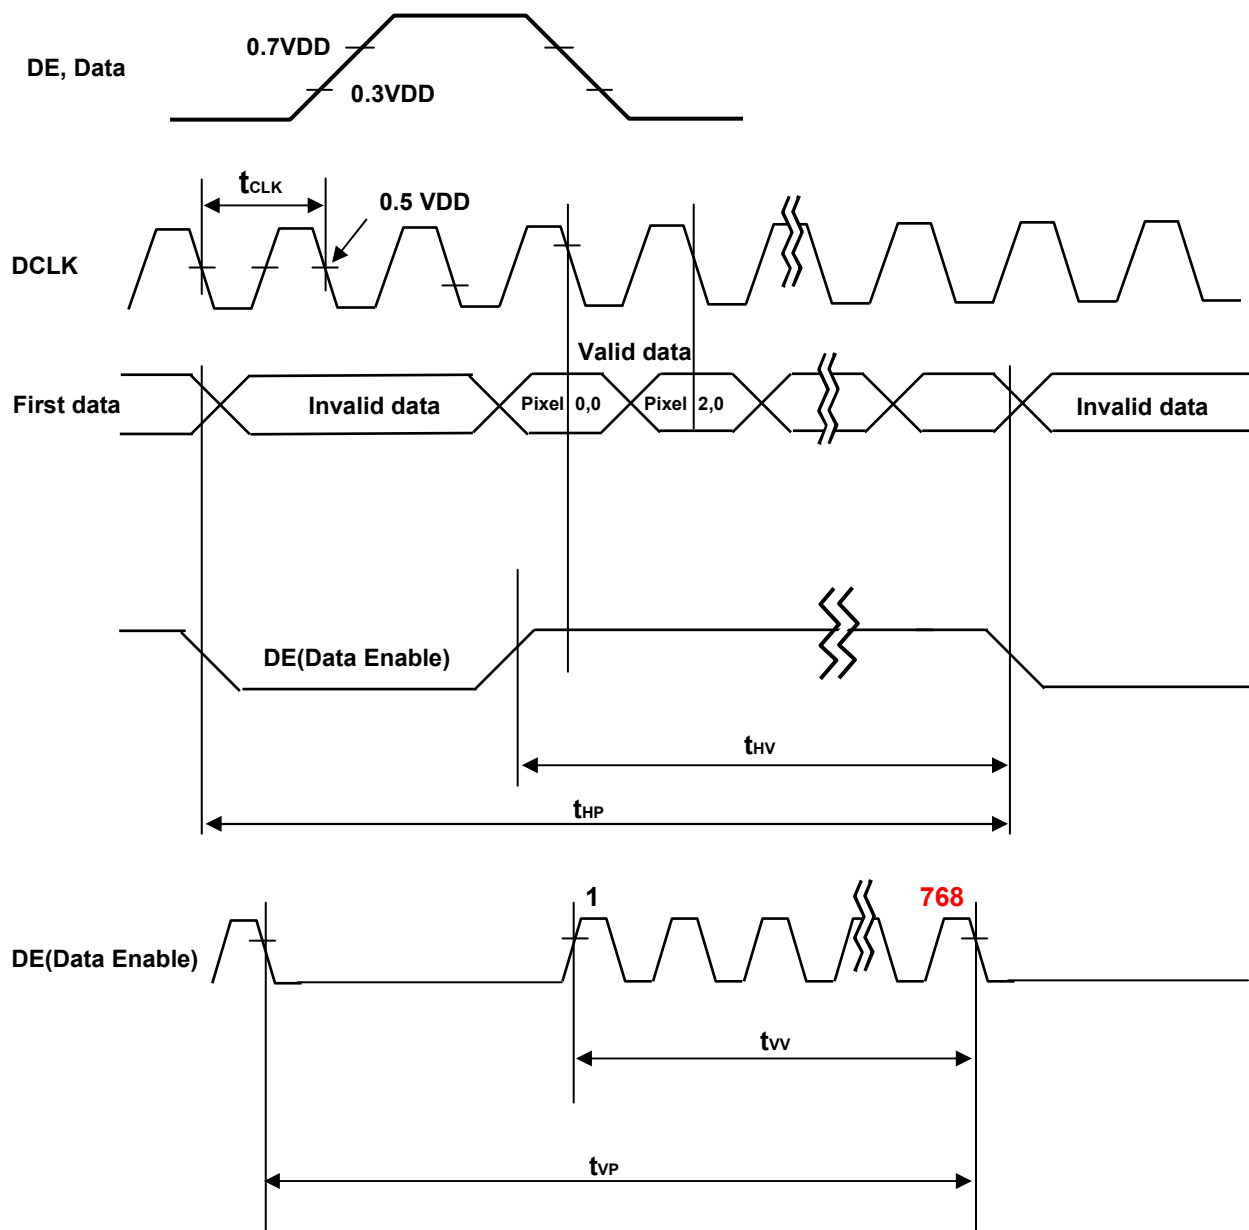 0.7VDD
DE, Data
0.3VDD
tCLK
0.5 VDD
DCLK
Valid data
First data
Invalid data
Pixel 0,0
Pixel 2,0
Invalid data
DE(Data Enable)
tHV
tHP
1
768
DE(Data Enable)
tVV
tVP